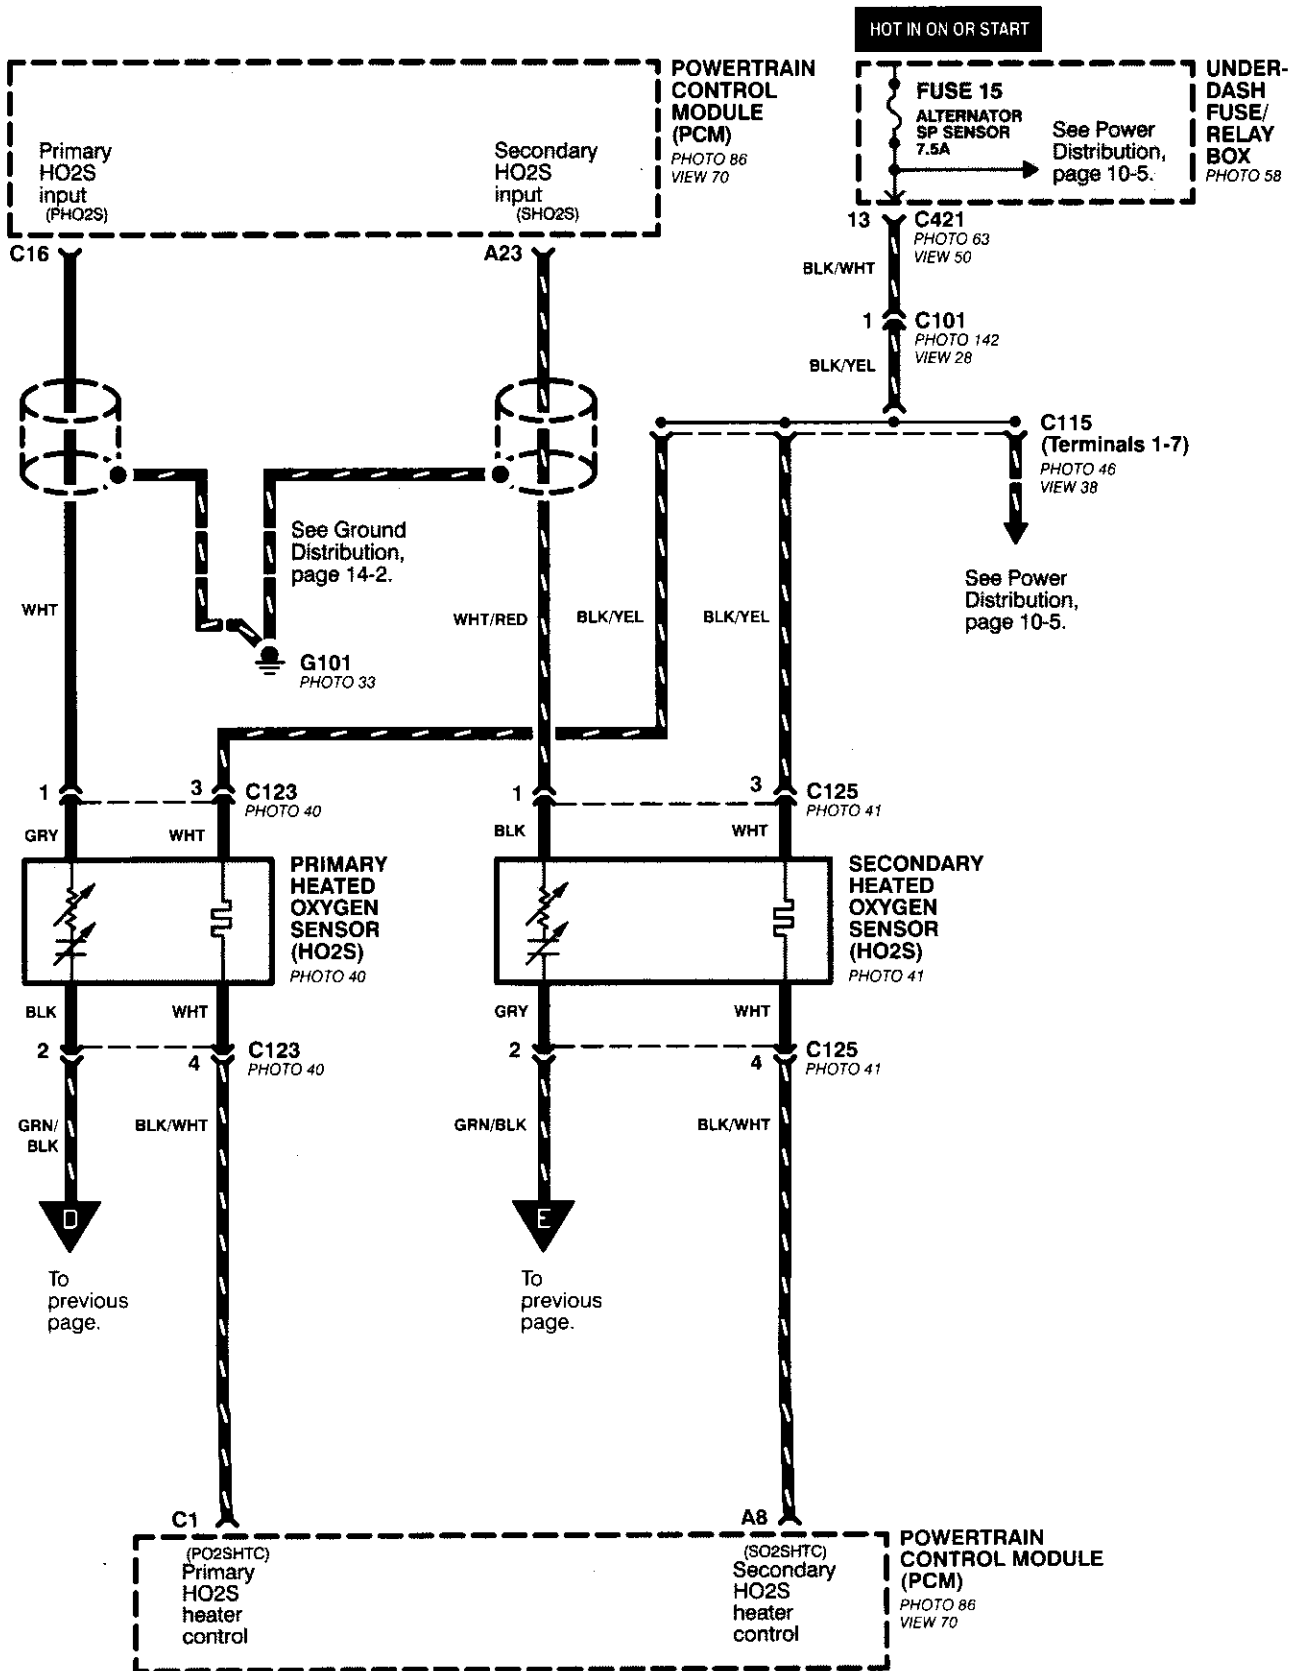 HOT IN ON OR START
POWERTRAIN
CONTROL
MODULE
(PCM)
PHOTO 86
VIEW 70
Primary
HO2S
input
(PHO2S)
Secondary
HO2S
input
(SHO2S)
FUSE 15
ALTERNATOR
SP SENSOR
7.5A
See Power
Distribution,
page 10-5.
UNDER-
DASH
FUSE/
RELAY
BOX
PHOTO 58
C16
A23
13
C421
PHOTO 63
VIEW 50
BLK/WHT
1
C101
PHOTO 142
VIEW 28
BLK/YEL
C115
(Terminals 1-7)
PHOTO 46
VIEW 38
See Ground
Distribution,
page 14-2.
See Power
Distribution,
page 10-5.
WHT
WHT/RED
BLK/YEL
BLK/YEL
G101
PHOTO 33
1
3
C123
PHOTO 40
1
3
C125
PHOTO 41
GRY
WHT
BLK
WHT
PRIMARY
HEATED
OXYGEN
SENSOR
(HO2S)
PHOTO 40
SECONDARY
HEATED
OXYGEN
SENSOR
(HO2S)
PHOTO 41
BLK
WHT
GRY
WHT
2
4
C123
PHOTO 40
2
4
C125
PHOTO 41
GRN/
BLK
BLK/WHT
GRN/BLK
BLK/WHT
D
E
To
previous
page.
To
previous
page.
C1
A8
(PO2SHTC)
Primary
HO2S
heater
control
(SO2SHTC)
Secondary
HO2S
heater
control
POWERTRAIN
CONTROL MODULE
(PCM)
PHOTO 86
VIEW 70